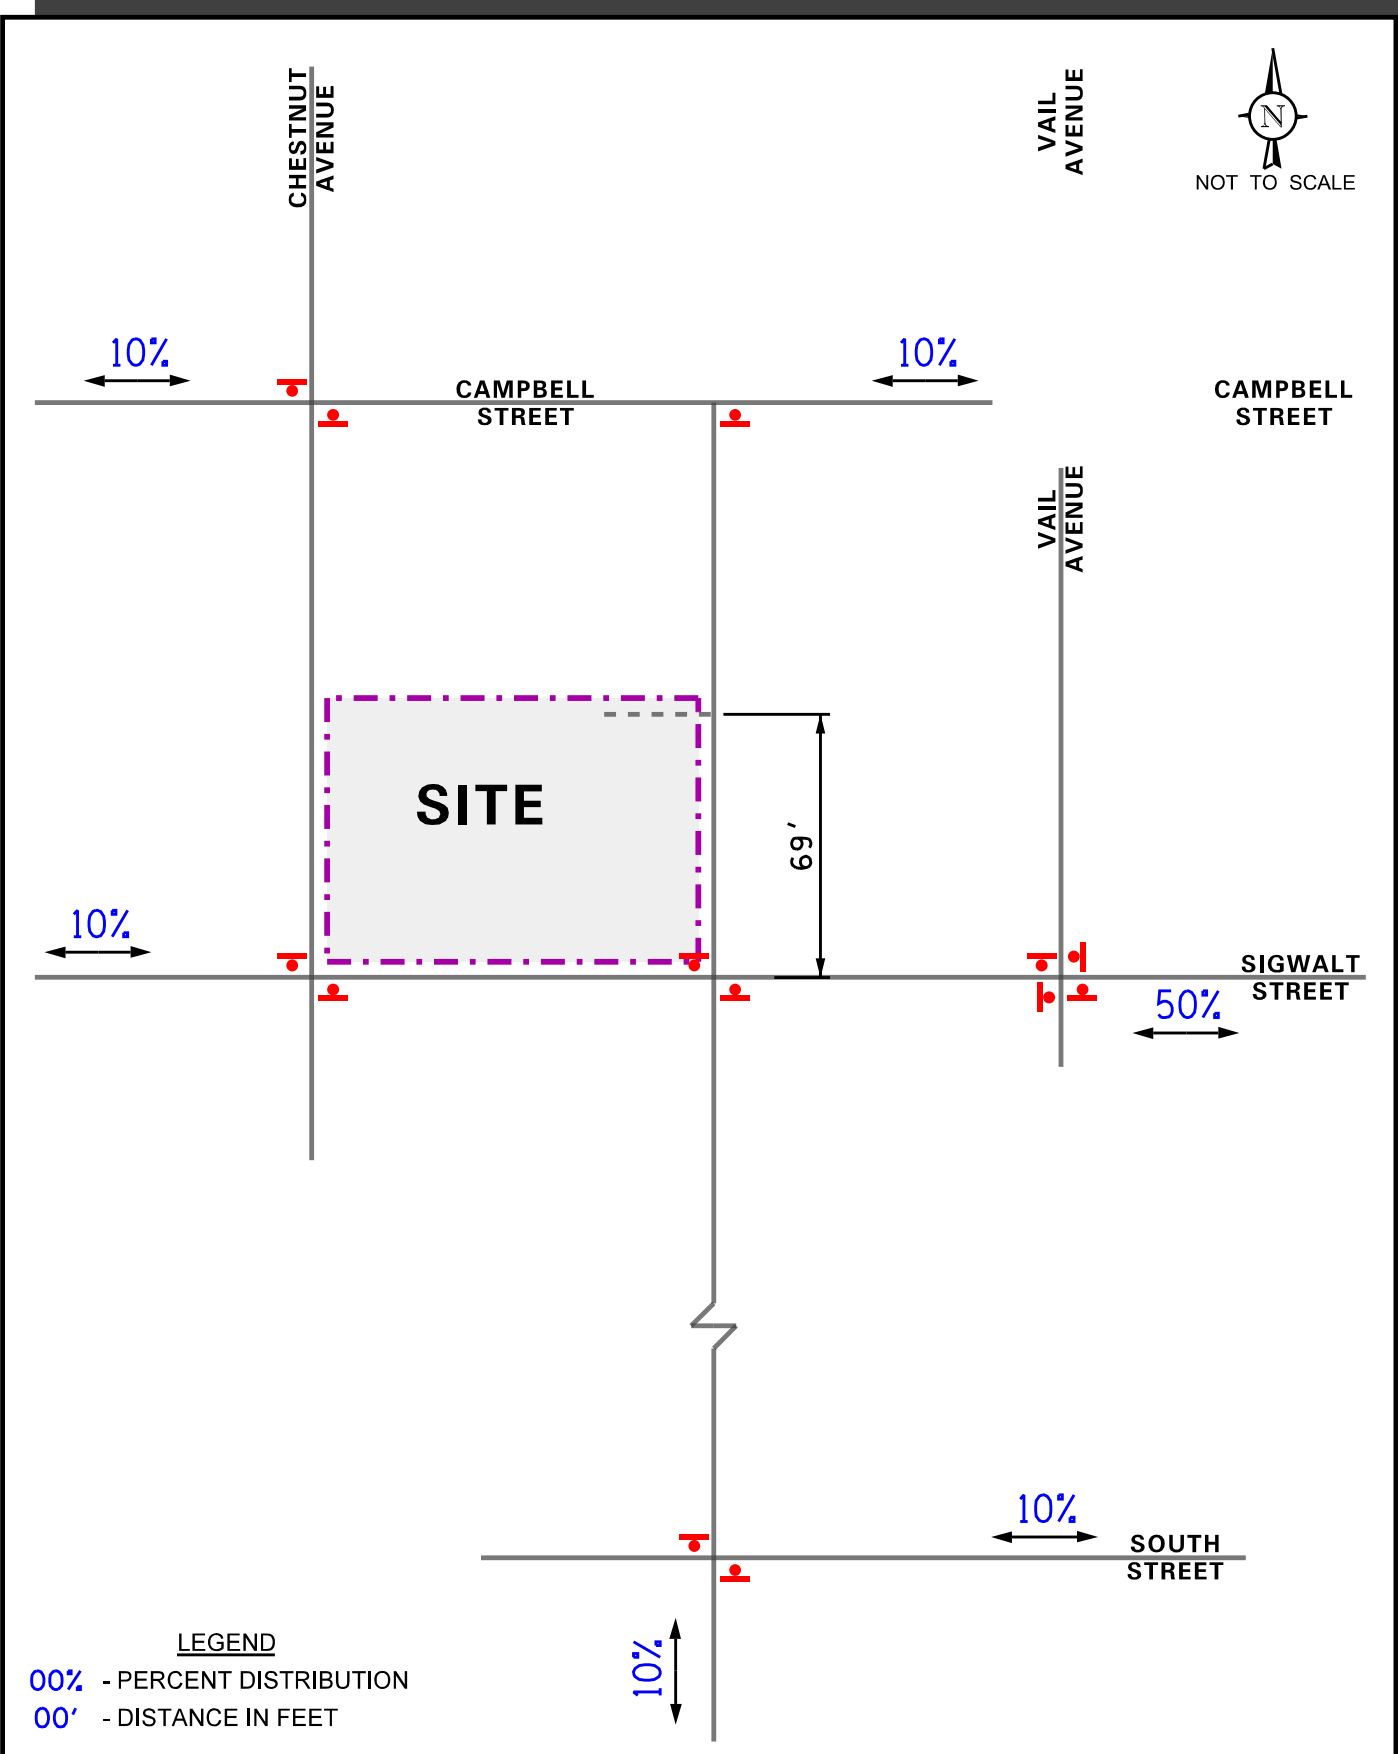 CHESTNUT
AVENUE
VAIL
AVENUE
N
NOT TO SCALE
10%
10%
CAMPBELL
STREET
CAMPBELL
STREET
VAIL
AVENUE
SITE
69'
10%
SIGWALT
STREET
50%
10%
SOUTH
STREET
10%
LEGEND
00% - PERCENT DISTRIBUTION
00' - DISTANCE IN FEET